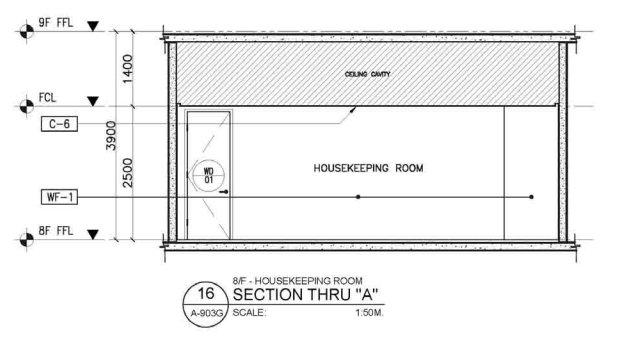 9F FFL
1400
CEILING CAVITY
FCL
C-6
3900
2500
WD
01
HOUSEKEEPING ROOM
WF-1
8F FFL
8/F - HOUSEKEEPING ROOM
16
SECTION THRU "A"
A-903G
SCALE:
1:50M.